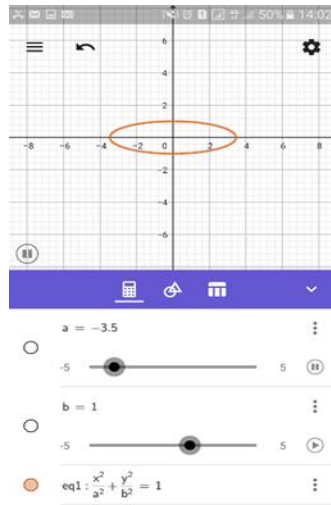 50% 14:02
6
4
2
-8 -6 -4 -2 0 2 4 6 8
-2
-4
-6
a = −3.5
-5 5
b = 1
-5 5
eq1 : x²/a² + y²/b² = 1